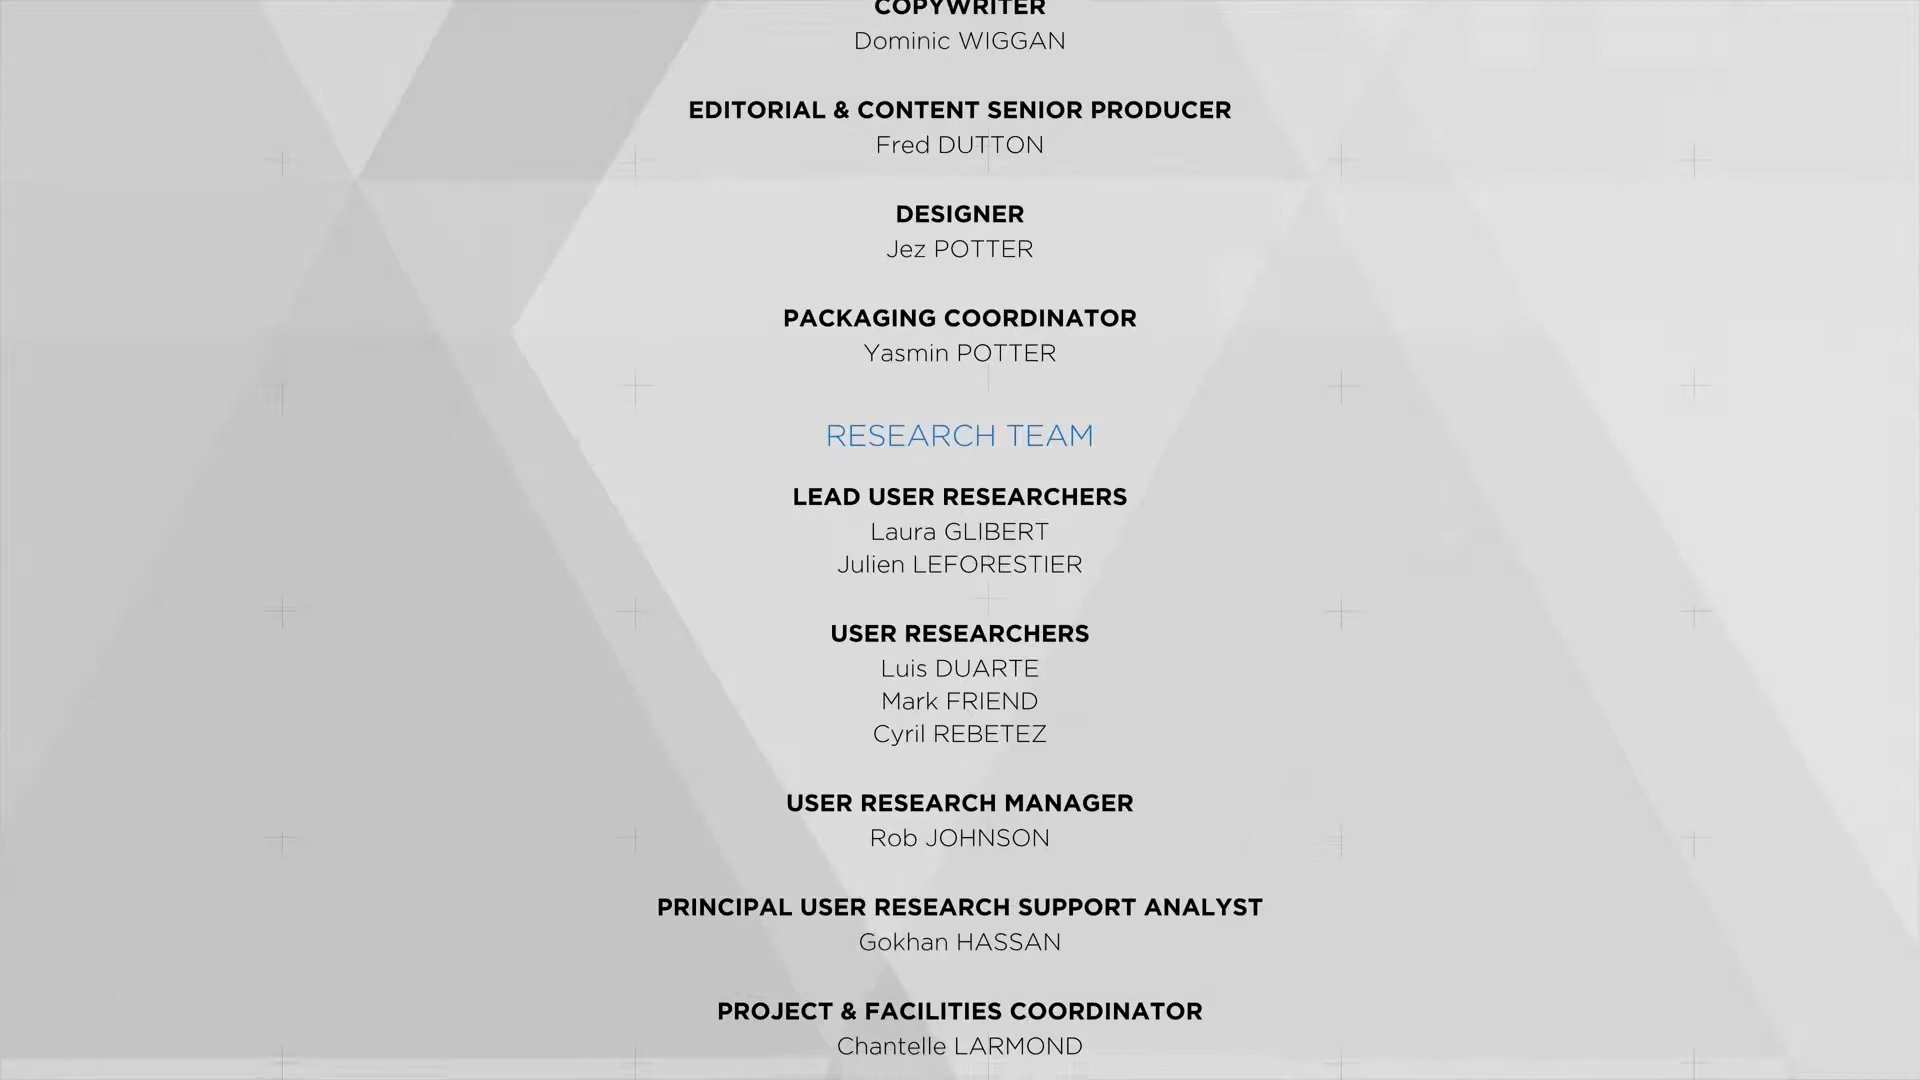 COPYWRITER
Dominic WIGGAN
EDITORIAL & CONTENT SENIOR PRODUCER
Fred DUTTON
DESIGNER
Jez POTTER
PACKAGING COORDINATOR
Yasmin POTTER
RESEARCH TEAM
LEAD USER RESEARCHERS
Laura GLIBERT
Julien LEFORESTIER
USER RESEARCHERS
Luis DUARTE
Mark FRIEND
Cyril REBETEZ
USER RESEARCH MANAGER
Rob JOHNSON
PRINCIPAL USER RESEARCH SUPPORT ANALYST
Gokhan HASSAN
PROJECT & FACILITIES COORDINATOR
Chantelle LARMOND